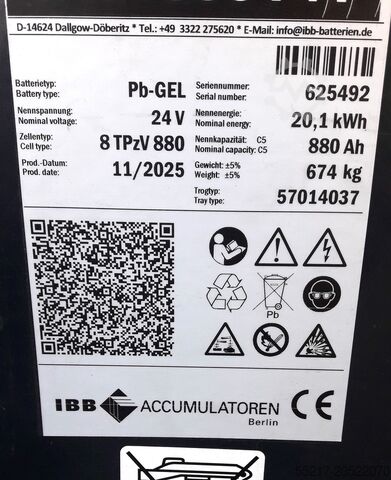 D-14624 Dallgow-Döberitz * Tel.: +49 3322 275620 * E-Mail: info@ibb-batterien.de
Batterietyp: Pb-GEL Seriennummer: 625492
Battery type: Serial number:
Nennspannung: 24 V Nennenergie: 20,1 kWh
Nominal voltage: Nominal energy:
Zellentyp: 8 TPzV 880 Nennkapazität: C5 880 Ah
Cell type: Nominal capacity: C5
Prod.-Datum: 11/2025 Gewicht: ±5% 674 kg
Prod. date: Weight: ±5%
Trogtyp: 57014037
Tray type:
Pb
IBB ACCUMULATOREN CE
Berlin